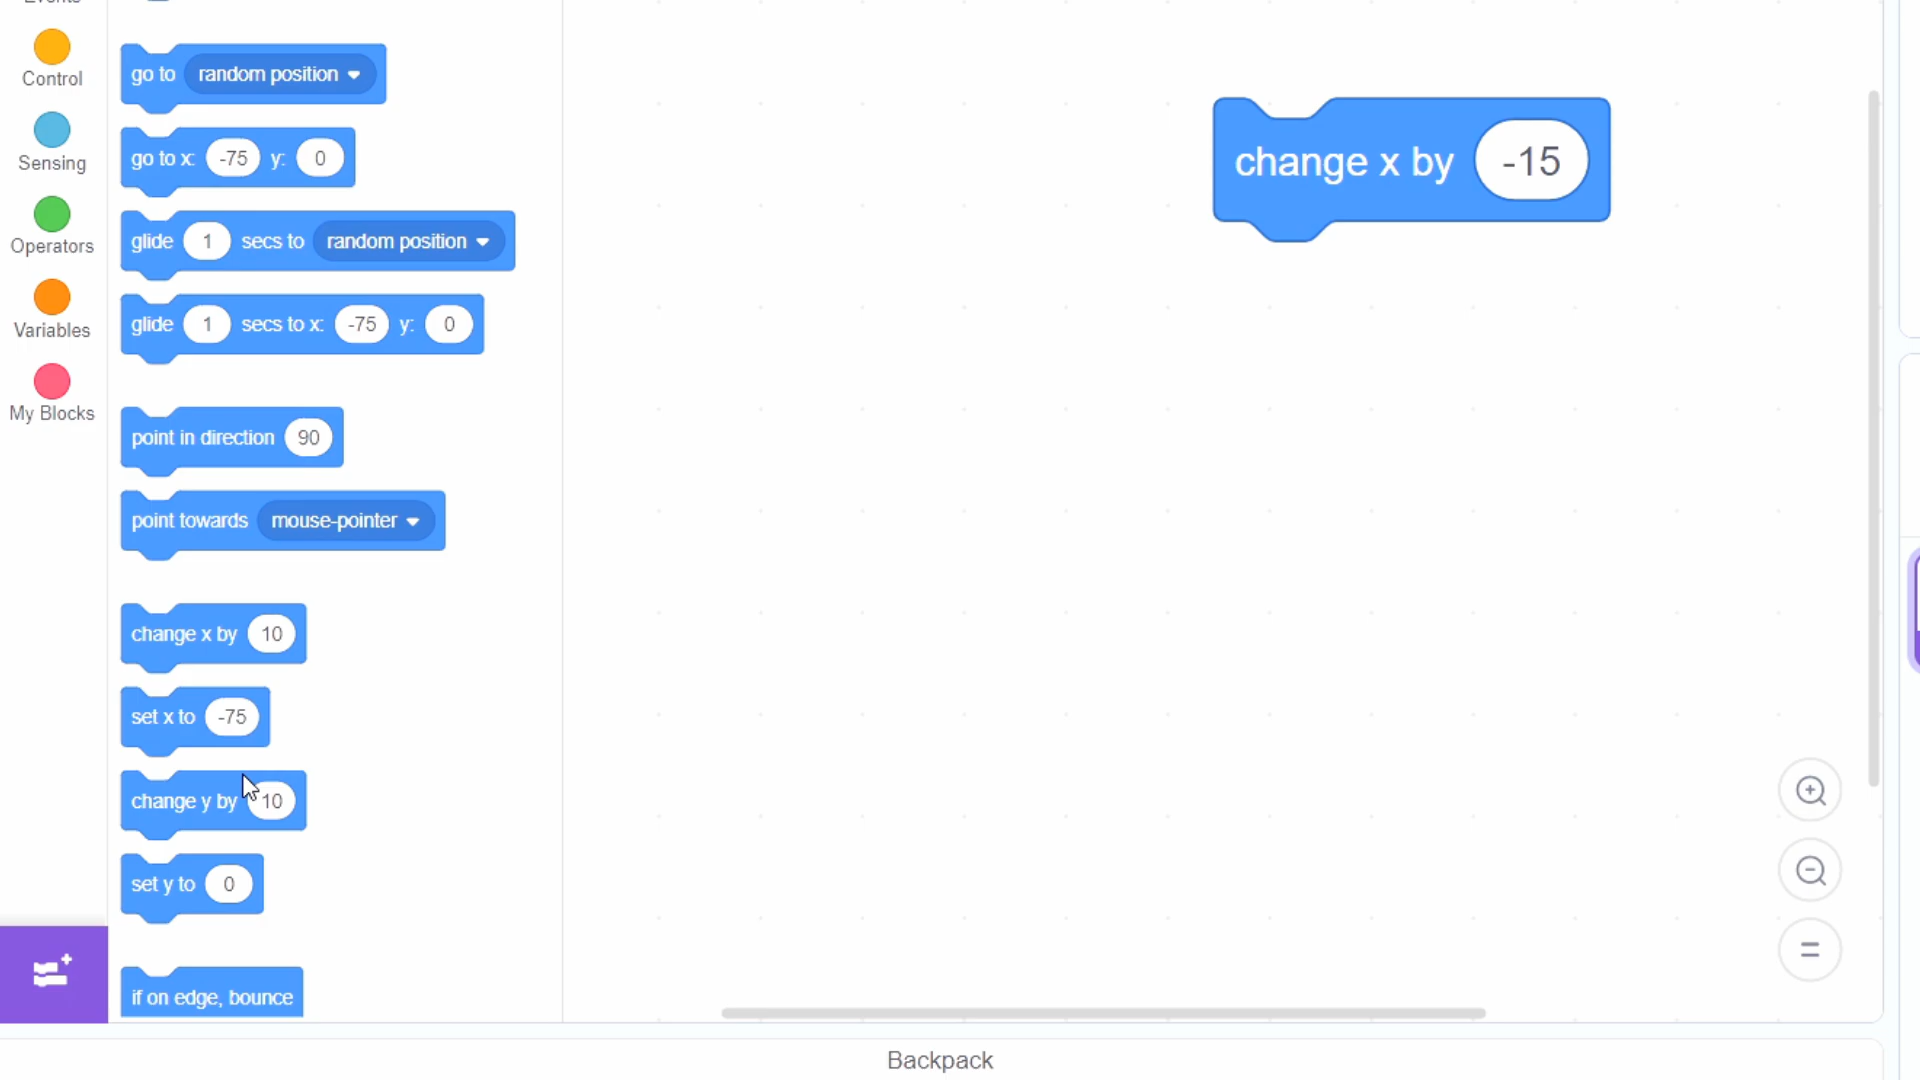 Events
Control
Sensing
Operators
Variables
My Blocks
go to random position
go to x: -75 y: 0
glide 1 secs to random position
glide 1 secs to x: -75 y: 0
point in direction 90
point towards mouse-pointer
change x by 10
set x to -75
change y by 10
set y to 0
if on edge, bounce
change x by -15
Backpack